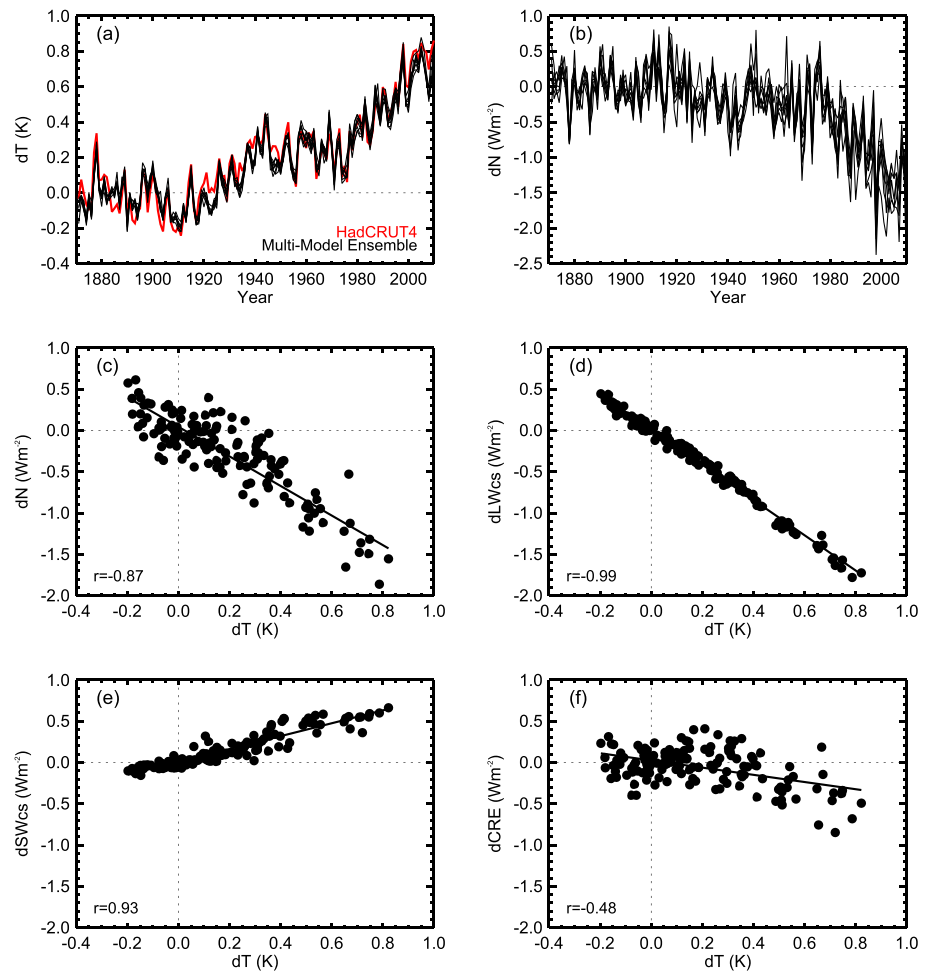 (a)
dT (K)
1.0
0.8
0.6
0.4
0.2
0.0
-0.2
-0.4
HadCRUT4
Multi-Model Ensemble
1880 1900 1920 1940 1960 1980 2000
Year
(b)
dN (Wm-2)
1.0
0.5
0.0
-0.5
-1.0
-1.5
-2.0
-2.5
1880 1900 1920 1940 1960 1980 2000
Year
(c)
dN (Wm-2)
1.0
0.5
0.0
-0.5
-1.0
-1.5
-2.0
r=-0.87
-0.4 -0.2 0.0 0.2 0.4 0.6 0.8 1.0
dT (K)
(d)
dLWcs (Wm-2)
1.0
0.5
0.0
-0.5
-1.0
-1.5
-2.0
r=-0.99
-0.4 -0.2 0.0 0.2 0.4 0.6 0.8 1.0
dT (K)
(e)
dSWcs (Wm-2)
1.0
0.5
0.0
-0.5
-1.0
-1.5
-2.0
r=0.93
-0.4 -0.2 0.0 0.2 0.4 0.6 0.8 1.0
dT (K)
(f)
dCRE (Wm-2)
1.0
0.5
0.0
-0.5
-1.0
-1.5
-2.0
r=-0.48
-0.4 -0.2 0.0 0.2 0.4 0.6 0.8 1.0
dT (K)